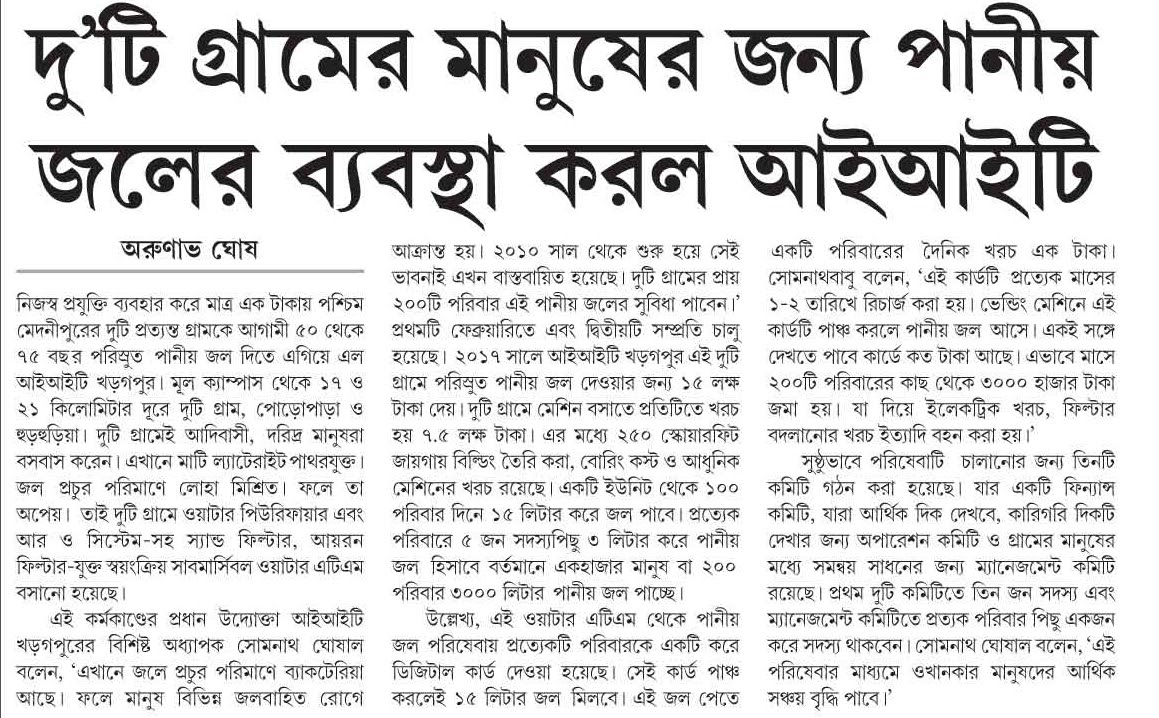 দু’টি গ্রামের মানুষের জন্য পানীয়
জলের ব্যবস্থা করল আইআইটি
অরুণাভ ঘোষ
নিজস্ব প্রযুক্তি ব্যবহার করে মাত্র এক টাকায় পশ্চিম
মেদনীপুরের দুটি প্রত্যন্ত গ্রামকে আগামী ৫০ থেকে
৭৫ বছর পরিস্রুত পানীয় জল দিতে এগিয়ে এল
আইআইটি খড়গপুর। মূল ক্যাম্পাস থেকে ১৭ ও
২১ কিলোমিটার দূরে দুটি গ্রাম, পোড়োপাড়া ও
হুড়হুড়িয়া। দুটি গ্রামেই আদিবাসী, দরিদ্র মানুষরা
বসবাস করেন। এখানে মাটি ল্যাটেরাইট পাথরযুক্ত।
জল প্রচুর পরিমাণে লোহা মিশ্রিত। ফলে তা
অপেয়। তাই দুটি গ্রামে ওয়াটার পিউরিফায়ার এবং
আর ও সিস্টেম-সহ স্যান্ড ফিল্টার, আয়রন
ফিল্টার-যুক্ত স্বয়ংক্রিয় সাবমার্সিবল ওয়াটার এটিএম
বসানো হয়েছে।
এই কর্মকাণ্ডের প্রধান উদ্যোক্তা আইআইটি
খড়গপুরের বিশিষ্ট অধ্যাপক সোমনাথ ঘোষাল
বলেন, ‘এখানে জলে প্রচুর পরিমাণে ব্যাকটেরিয়া
আছে। ফলে মানুষ বিভিন্ন জলবাহিত রোগে
আক্রান্ত হয়। ২০১০ সাল থেকে শুরু হয়ে সেই
ভাবনাই এখন বাস্তবায়িত হয়েছে। দুটি গ্রামের প্রায়
২০০টি পরিবার এই পানীয় জলের সুবিধা পাবেন।’
প্রথমটি ফেব্রুয়ারিতে এবং দ্বিতীয়টি সম্প্রতি চালু
হয়েছে। ২০১৭ সালে আইআইটি খড়গপুর এই দুটি
গ্রামে পরিস্রুত পানীয় জল দেওয়ার জন্য ১৫ লক্ষ
টাকা দেয়। দুটি গ্রামে মেশিন বসাতে প্রতিটিতে খরচ
হয় ৭.৫ লক্ষ টাকা। এর মধ্যে ২৫০ স্কোয়ারফিট
জায়গায় বিল্ডিং তৈরি করা, বোরিং কস্ট ও আধুনিক
মেশিনের খরচ রয়েছে। একটি ইউনিট থেকে ১০০
পরিবার দিনে ১৫ লিটার করে জল পাবে। প্রত্যেক
পরিবারে ৫ জন সদস্যপিছু ৩ লিটার করে পানীয়
জল হিসাবে বর্তমানে একহাজার মানুষ বা ২০০
পরিবার ৩০০০ লিটার পানীয় জল পাচ্ছে।
উল্লেখ্য, এই ওয়াটার এটিএম থেকে পানীয়
জল পরিষেবায় প্রত্যেকটি পরিবারকে একটি করে
ডিজিটাল কার্ড দেওয়া হয়েছে। সেই কার্ড পাঞ্চ
করলেই ১৫ লিটার জল মিলবে। এই জল পেতে
একটি পরিবারের দৈনিক খরচ এক টাকা।
সোমনাথবাবু বলেন, ‘এই কার্ডটি প্রত্যেক মাসের
১-২ তারিখে রিচার্জ করা হয়। ভেন্ডিং মেশিনে এই
কার্ডটি পাঞ্চ করলে পানীয় জল আসে। একই সঙ্গে
দেখতে পাবে কার্ডে কত টাকা আছে। এভাবে মাসে
২০০টি পরিবারের কাছ থেকে ৩০০০ হাজার টাকা
জমা হয়। যা দিয়ে ইলেকট্রিক খরচ, ফিল্টার
বদলানোর খরচ ইত্যাদি বহন করা হয়।’
সুষ্ঠুভাবে পরিষেবাটি চালানোর জন্য তিনটি
কমিটি গঠন করা হয়েছে। যার একটি ফিন্যান্স
কমিটি, যারা আর্থিক দিক দেখবে, কারিগরি দিকটি
দেখার জন্য অপারেশন কমিটি ও গ্রামের মানুষের
মধ্যে সমন্বয় সাধনের জন্য ম্যানেজমেন্ট কমিটি
রয়েছে। প্রথম দুটি কমিটিতে তিন জন সদস্য এবং
ম্যানেজমেন্ট কমিটিতে প্রত্যক পরিবার পিছু একজন
করে সদস্য থাকবেন। সোমনাথ ঘোষাল বলেন, ‘এই
পরিষেবার মাধ্যমে ওখানকার মানুষদের আর্থিক
সঞ্চয় বৃদ্ধি পাবে।’